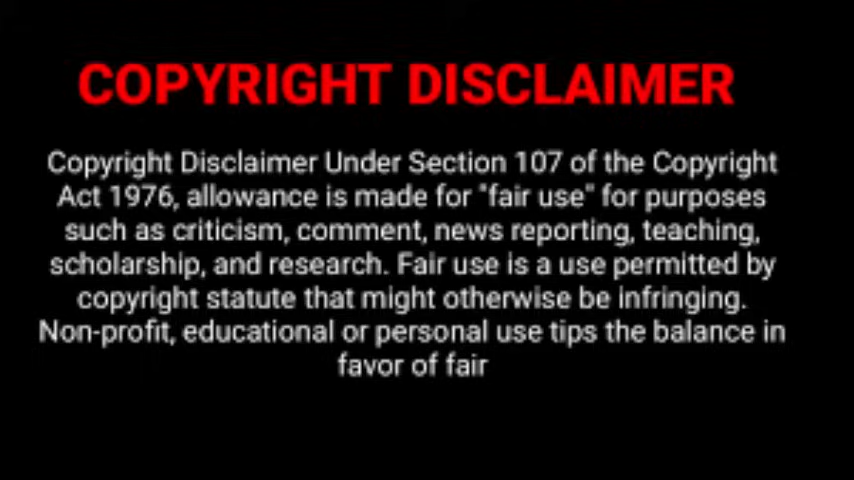 COPYRIGHT DISCLAIMER
Copyright Disclaimer Under Section 107 of the Copyright
Act 1976, allowance is made for "fair use" for purposes
such as criticism, comment, news reporting, teaching,
scholarship, and research. Fair use is a use permitted by
copyright statute that might otherwise be infringing.
Non-profit, educational or personal use tips the balance in
favor of fair